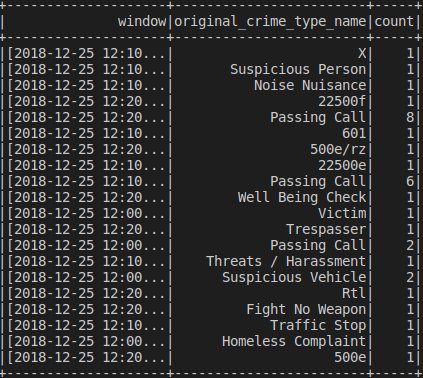 +--------------------+------------------------+-----+
|              window|original_crime_type_name|count|
+--------------------+------------------------+-----+
|[2018-12-25 12:10...|                       X|    1|
|[2018-12-25 12:10...|       Suspicious Person|    1|
|[2018-12-25 12:10...|          Noise Nuisance|    1|
|[2018-12-25 12:20...|                  22500f|    1|
|[2018-12-25 12:20...|            Passing Call|    8|
|[2018-12-25 12:10...|                     601|    1|
|[2018-12-25 12:20...|                 500e/rz|    1|
|[2018-12-25 12:10...|                  22500e|    1|
|[2018-12-25 12:10...|            Passing Call|    6|
|[2018-12-25 12:20...|        Well Being Check|    1|
|[2018-12-25 12:00...|                  Victim|    1|
|[2018-12-25 12:20...|              Trespasser|    1|
|[2018-12-25 12:00...|            Passing Call|    2|
|[2018-12-25 12:10...|    Threats / Harassment|    1|
|[2018-12-25 12:00...|      Suspicious Vehicle|    2|
|[2018-12-25 12:20...|                     Rtl|    1|
|[2018-12-25 12:20...|         Fight No Weapon|    1|
|[2018-12-25 12:10...|            Traffic Stop|    1|
|[2018-12-25 12:00...|      Homeless Complaint|    1|
|[2018-12-25 12:20...|                    500e|    1|
+--------------------+------------------------+-----+